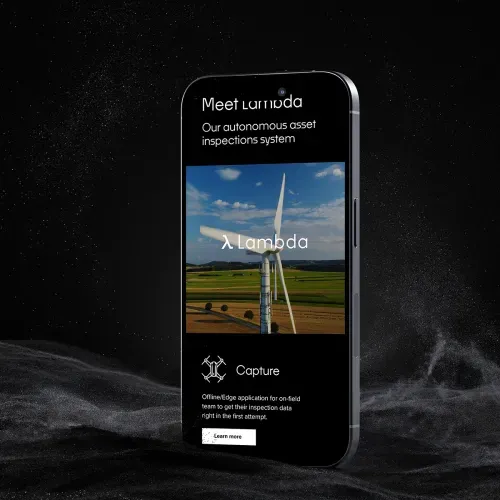 Meet Lambda
Our autonomous asset
inspections system
λ Lambda
Capture
Offline/Edge application for on-field
team to get their inspection data
right in the first attempt.
Learn more